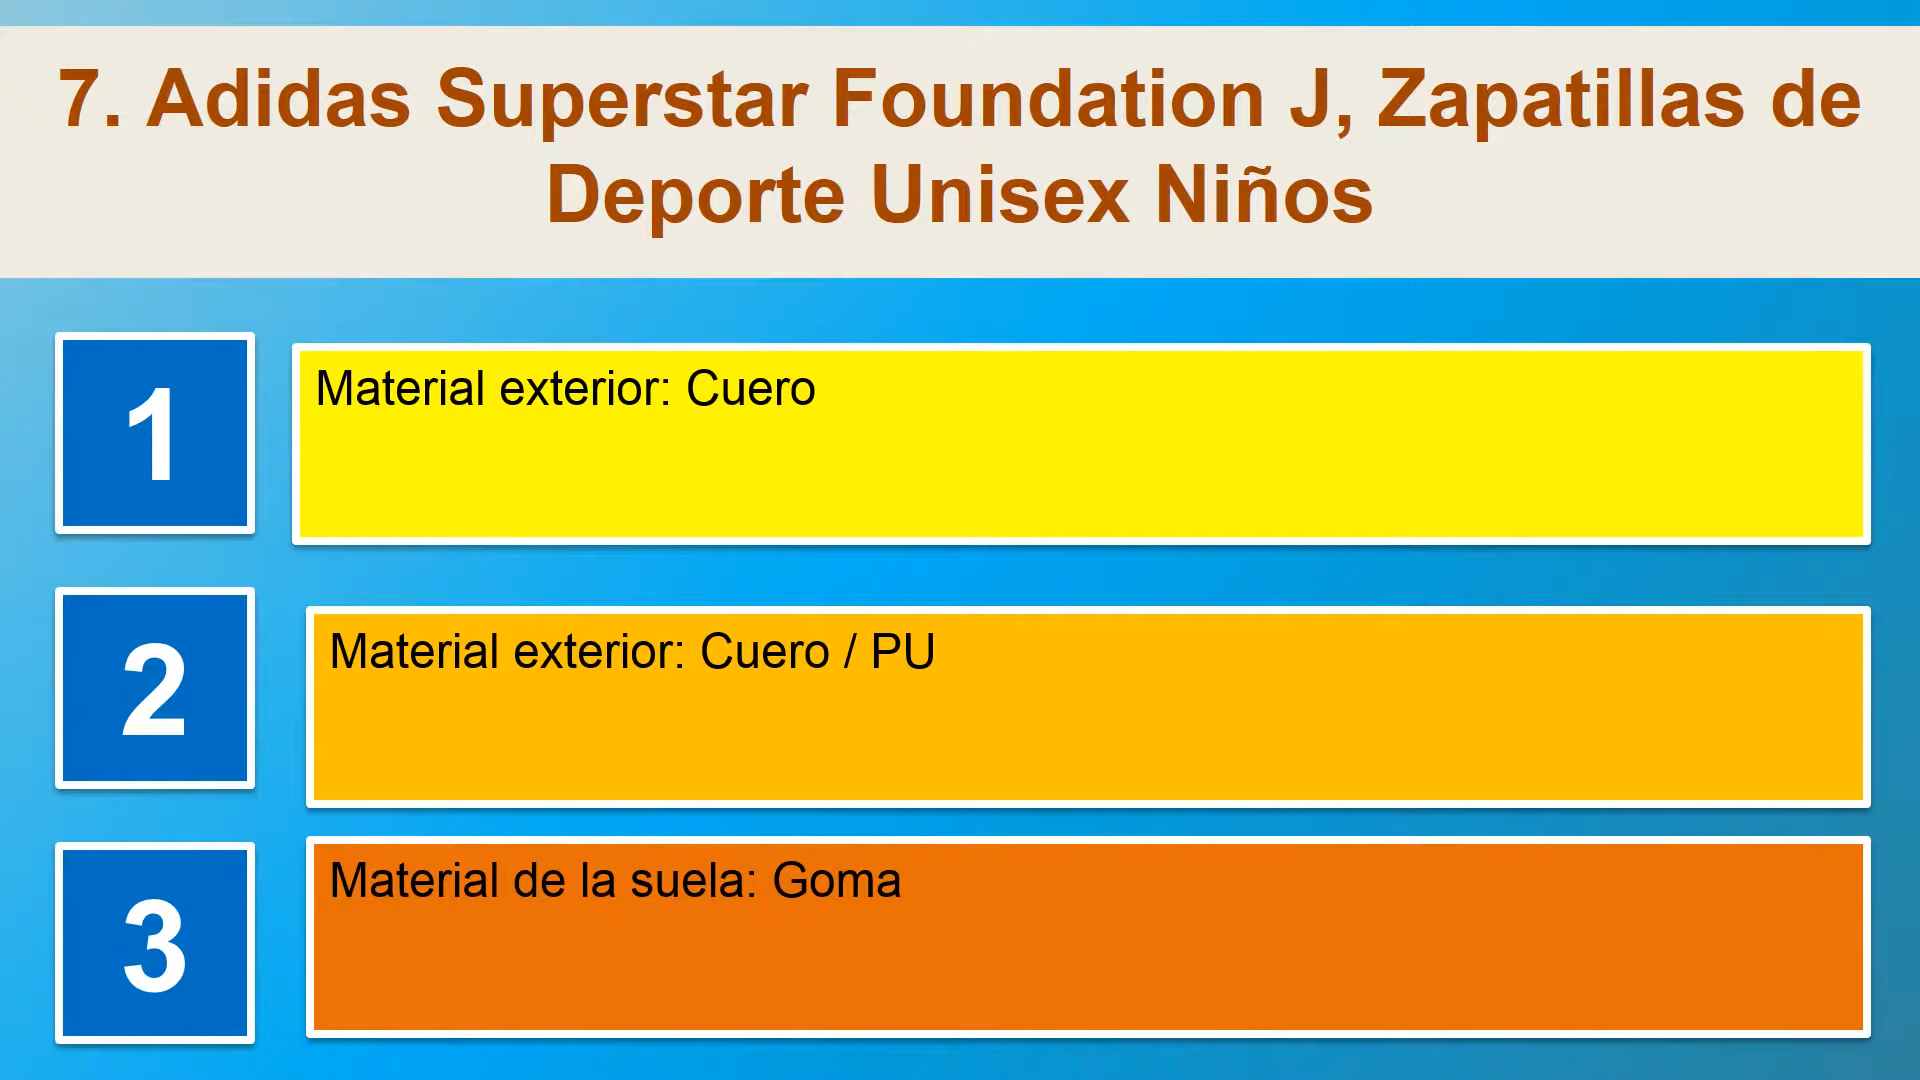 7. Adidas Superstar Foundation J, Zapatillas de
Deporte Unisex Niños
1
Material exterior: Cuero
2
Material exterior: Cuero / PU
3
Material de la suela: Goma